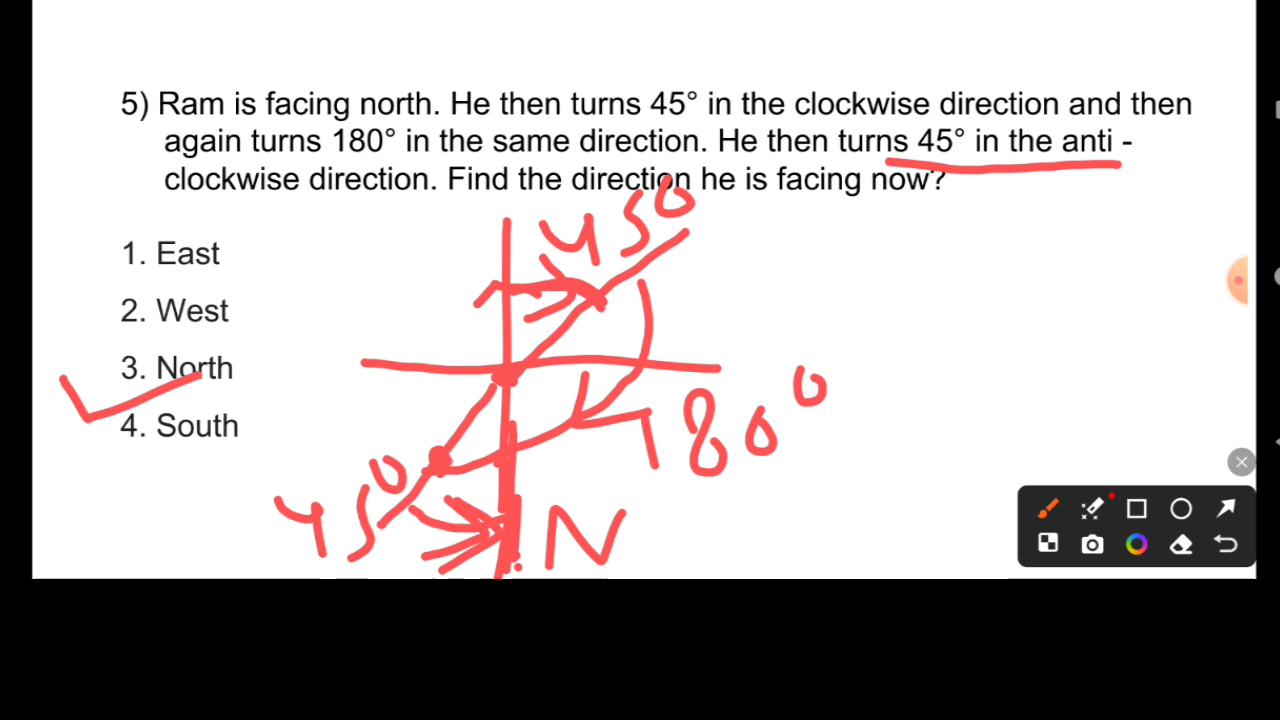 5) Ram is facing north. He then turns 45° in the clockwise direction and then
again turns 180° in the same direction. He then turns 45° in the anti -
clockwise direction. Find the direction he is facing now?
45°
1. East
2. West
3. North
4. South
180°
45°
N